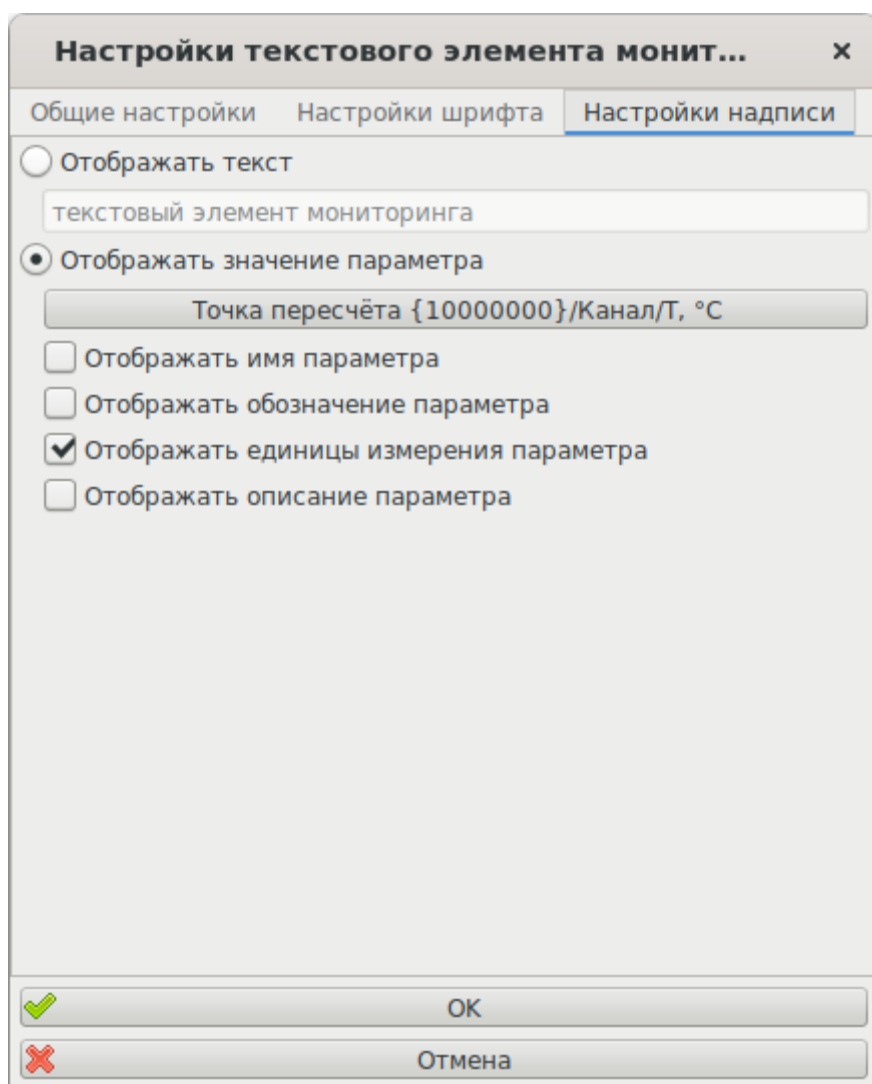 Настройки текстового элемента монит...
Общие настройки Настройки шрифта Настройки надписи
Отображать текст
текстовый элемент мониторинга
Отображать значение параметра
Точка пересчёта {10000000}/Канал/T, °C
Отображать имя параметра
Отображать обозначение параметра
Отображать единицы измерения параметра
Отображать описание параметра
OK
Отмена